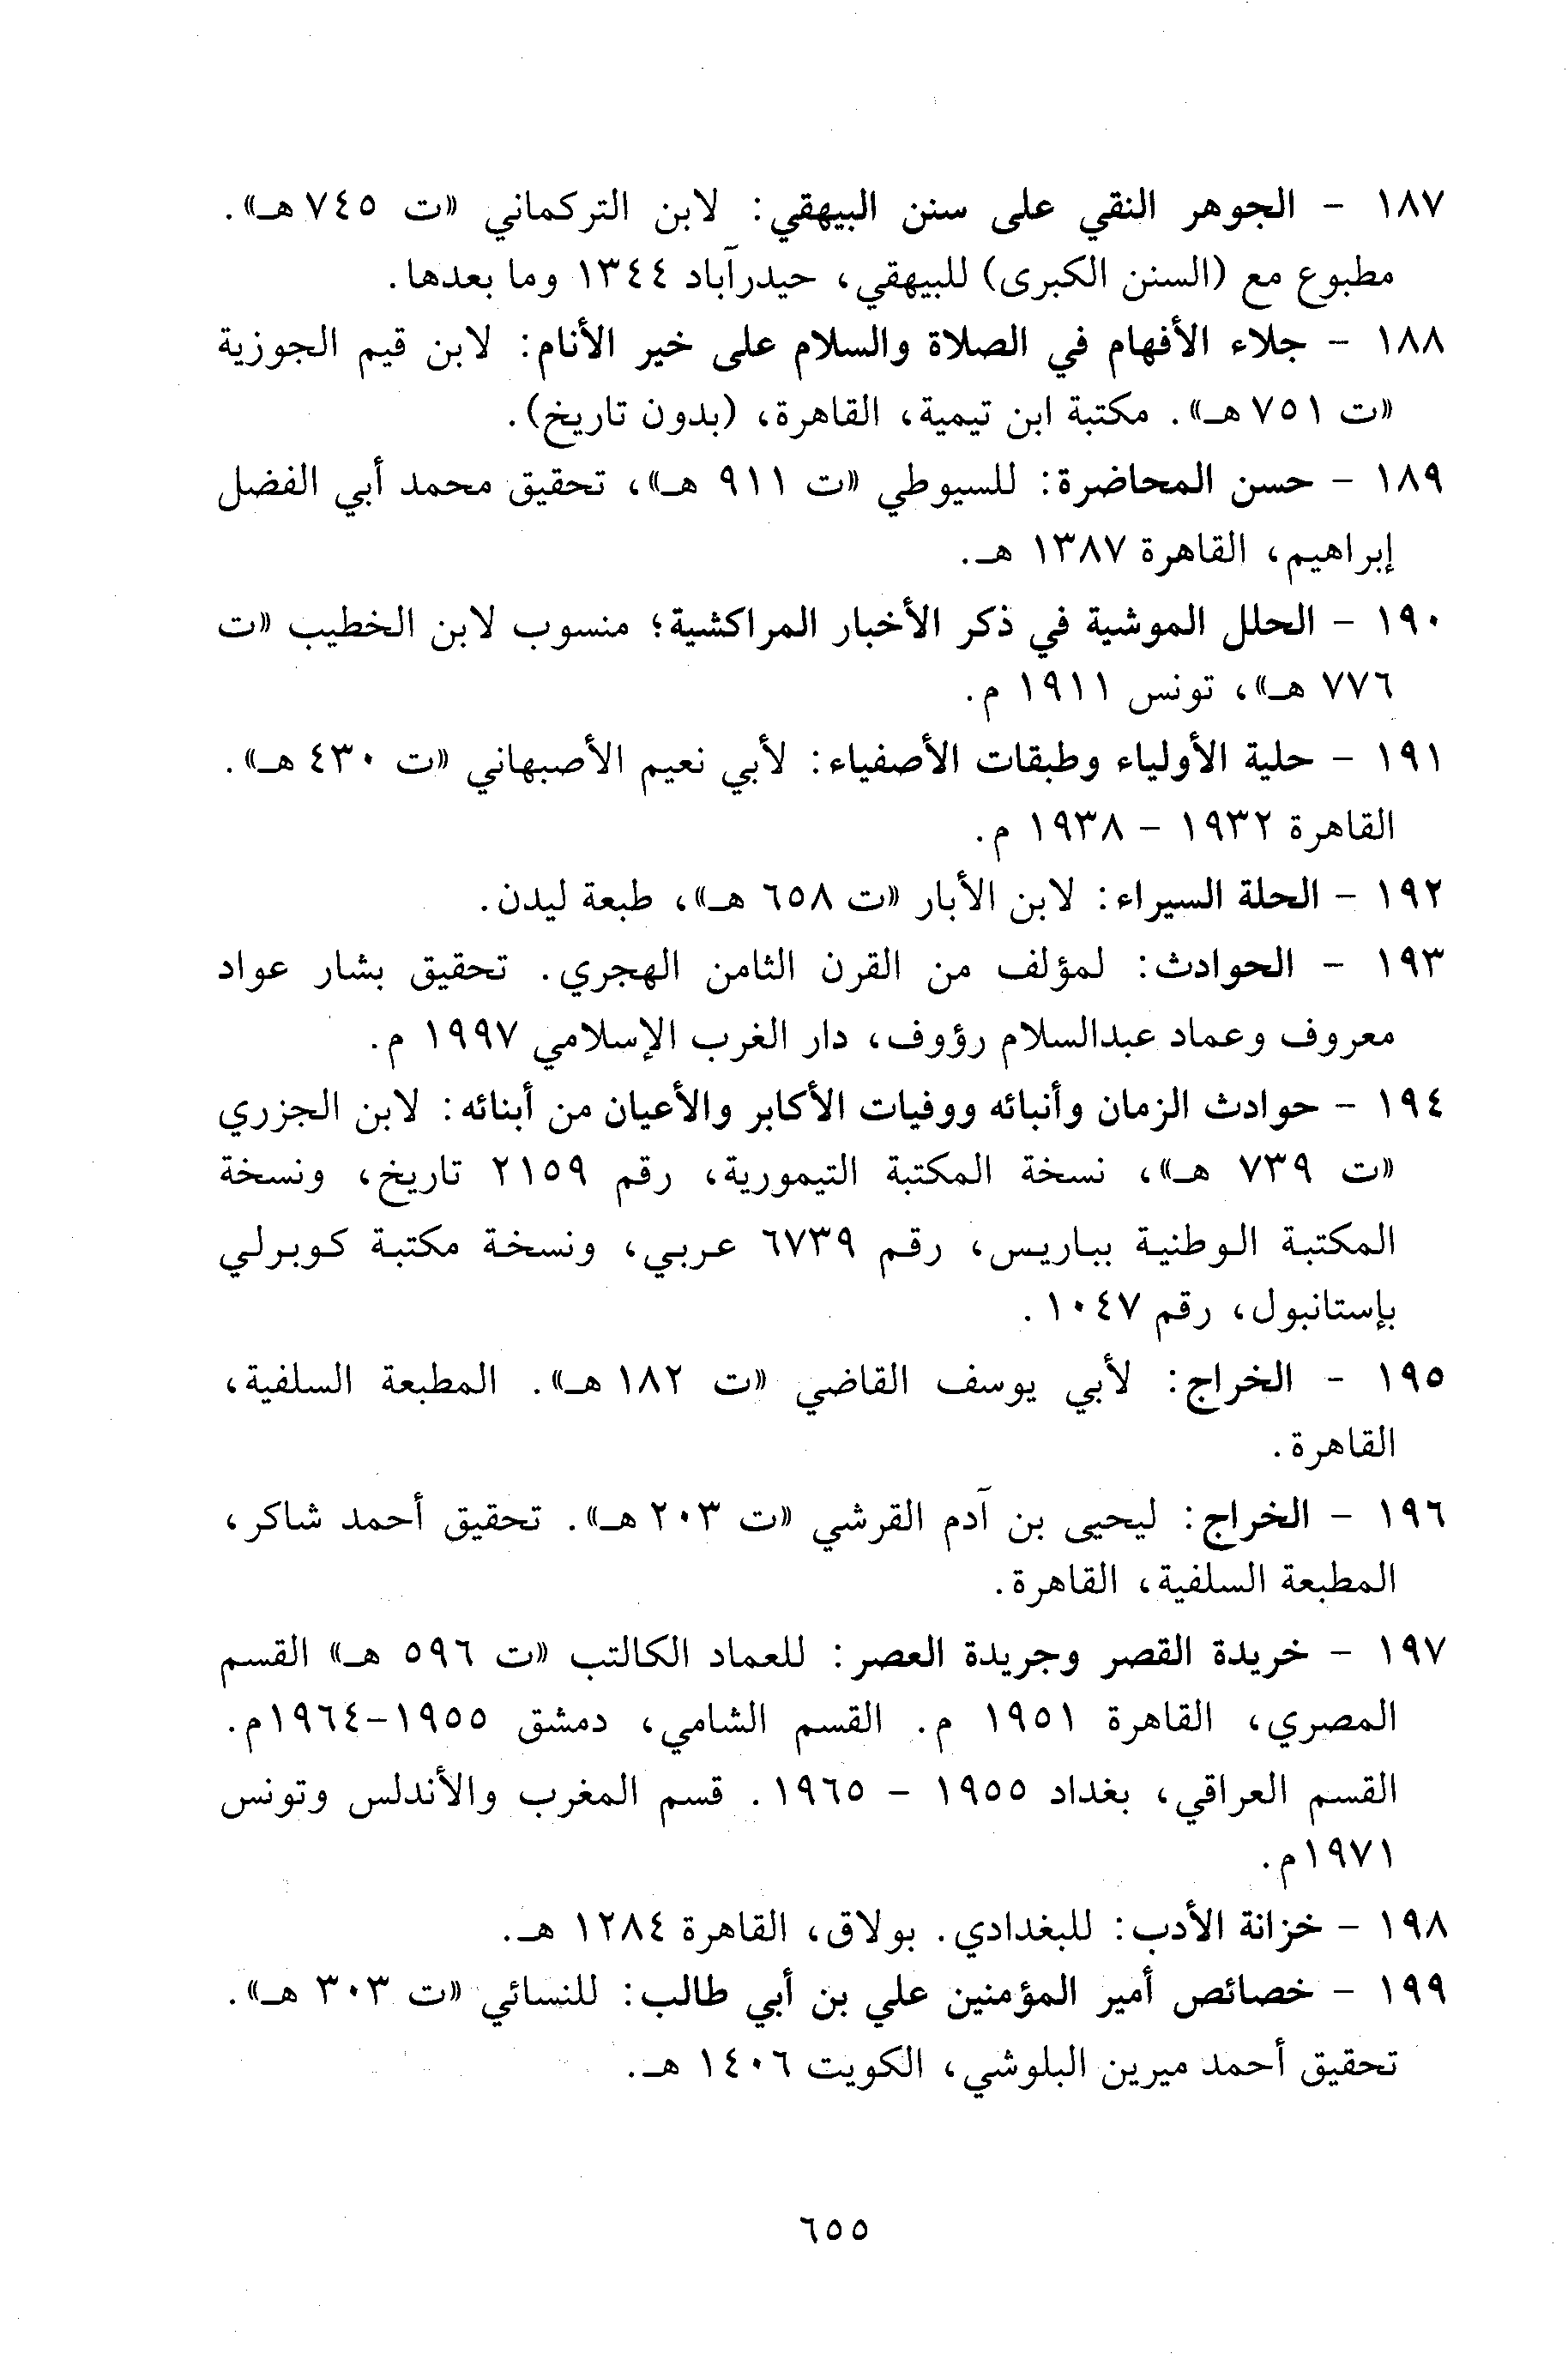 ١٨٧ - الجوهر النقي على سنن البيهقي: لابن التركماني «ت ٧٤٥هـ».
مطبوع مع (السنن الكبرى) للبيهقي، حيدرآباد ١٣٤٤ وما بعدها.
١٨٨ - جلاء الأفهام في الصلاة والسلام على خير الأنام: لابن قيم الجوزية
«ت ٧٥١هـ». مكتبة ابن تيمية، القاهرة، (بدون تاريخ).
١٨٩ - حسن المحاضرة: للسيوطي «ت ٩١١ هـ»، تحقيق محمد أبي الفضل
إبراهيم، القاهرة ١٣٨٧ هـ.
١٩٠ - الحلل الموشية في ذكر الأخبار المراكشية؛ منسوب لابن الخطيب «ت
٧٧٦ هـ»، تونس ١٩١١ م.
١٩١ - حلية الأولياء وطبقات الأصفياء: لأبي نعيم الأصبهاني «ت ٤٣٠ هـ».
القاهرة ١٩٣٢ - ١٩٣٨ م.
١٩٢ - الحلة السيراء: لابن الأبار «ت ٦٥٨ هـ»، طبعة ليدن.
١٩٣ - الحوادث: لمؤلف من القرن الثامن الهجري. تحقيق بشار عواد
معروف وعماد عبدالسلام رؤوف، دار الغرب الإسلامي ١٩٩٧ م.
١٩٤ - حوادث الزمان وأنبائه ووفيات الأكابر والأعيان من أبنائه: لابن الجزري
«ت ٧٣٩ هـ»، نسخة المكتبة التيمورية، رقم ٢١٥٩ تاريخ، ونسخة
المكتبة الوطنية بباريس، رقم ٦٧٣٩ عربي، ونسخة مكتبة كوبرلي
بإستانبول، رقم ١٠٤٧.
١٩٥ - الخراج: لأبي يوسف القاضي «ت ١٨٢هـ». المطبعة السلفية،
القاهرة.
١٩٦ - الخراج: ليحيى بن آدم القرشي «ت ٢٠٣هـ». تحقيق أحمد شاكر،
المطبعة السلفية، القاهرة.
١٩٧ - خريدة القصر وجريدة العصر: للعماد الكالتب «ت ٥٩٦ هـ» القسم
المصري، القاهرة ١٩٥١ م. القسم الشامي، دمشق ١٩٥٥-١٩٦٤م.
القسم العراقي، بغداد ١٩٥٥ - ١٩٦٥. قسم المغرب والأندلس وتونس
١٩٧١م.
١٩٨ - خزانة الأدب: للبغدادي. بولاق، القاهرة ١٢٨٤ هـ.
١٩٩ - خصائص أمير المؤمنين علي بن أبي طالب: للنسائي «ت ٣٠٣ هـ».
تحقيق أحمد ميرين البلوشي، الكويت ١٤٠٦ هـ.
٦٥٥